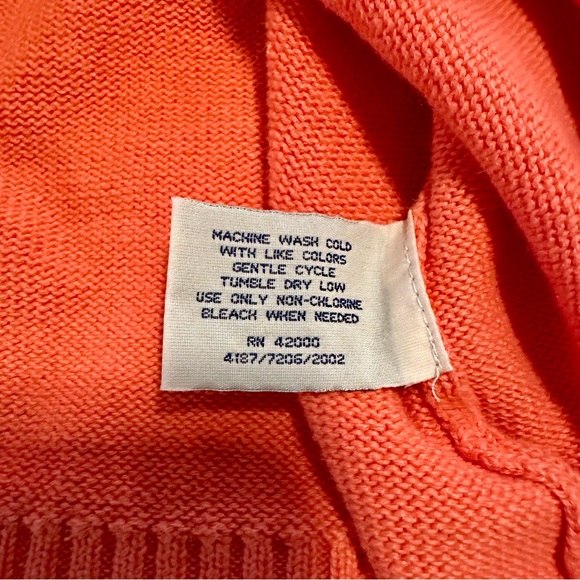 MACHINE WASH COLD
WITH LIKE COLORS
GENTLE CYCLE
TUMBLE DRY LOW
USE ONLY NON-CHLORINE
BLEACH WHEN NEEDED
RN 42000
4187/7206/2002